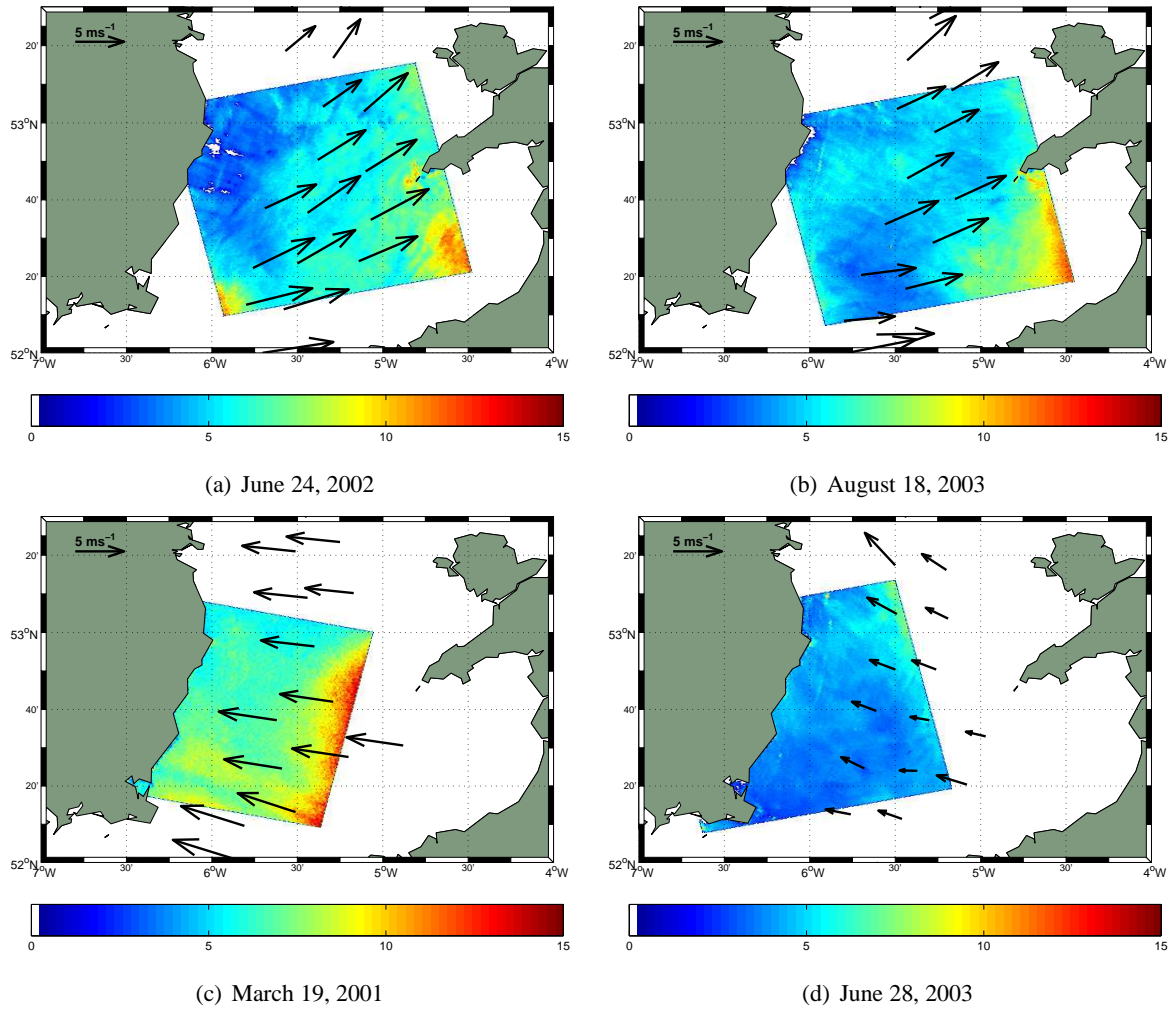 5 ms⁻¹
20'
53°N
40'
20'
52°N
7°W 30' 6°W 30' 5°W 30' 4°W
0 5 10 15
(a) June 24, 2002
5 ms⁻¹
20'
53°N
40'
20'
52°N
7°W 30' 6°W 30' 5°W 30' 4°W
0 5 10 15
(b) August 18, 2003
5 ms⁻¹
20'
53°N
40'
20'
52°N
7°W 30' 6°W 30' 5°W 30' 4°W
0 5 10 15
(c) March 19, 2001
5 ms⁻¹
20'
53°N
40'
20'
52°N
7°W 30' 6°W 30' 5°W 30' 4°W
0 5 10 15
(d) June 28, 2003